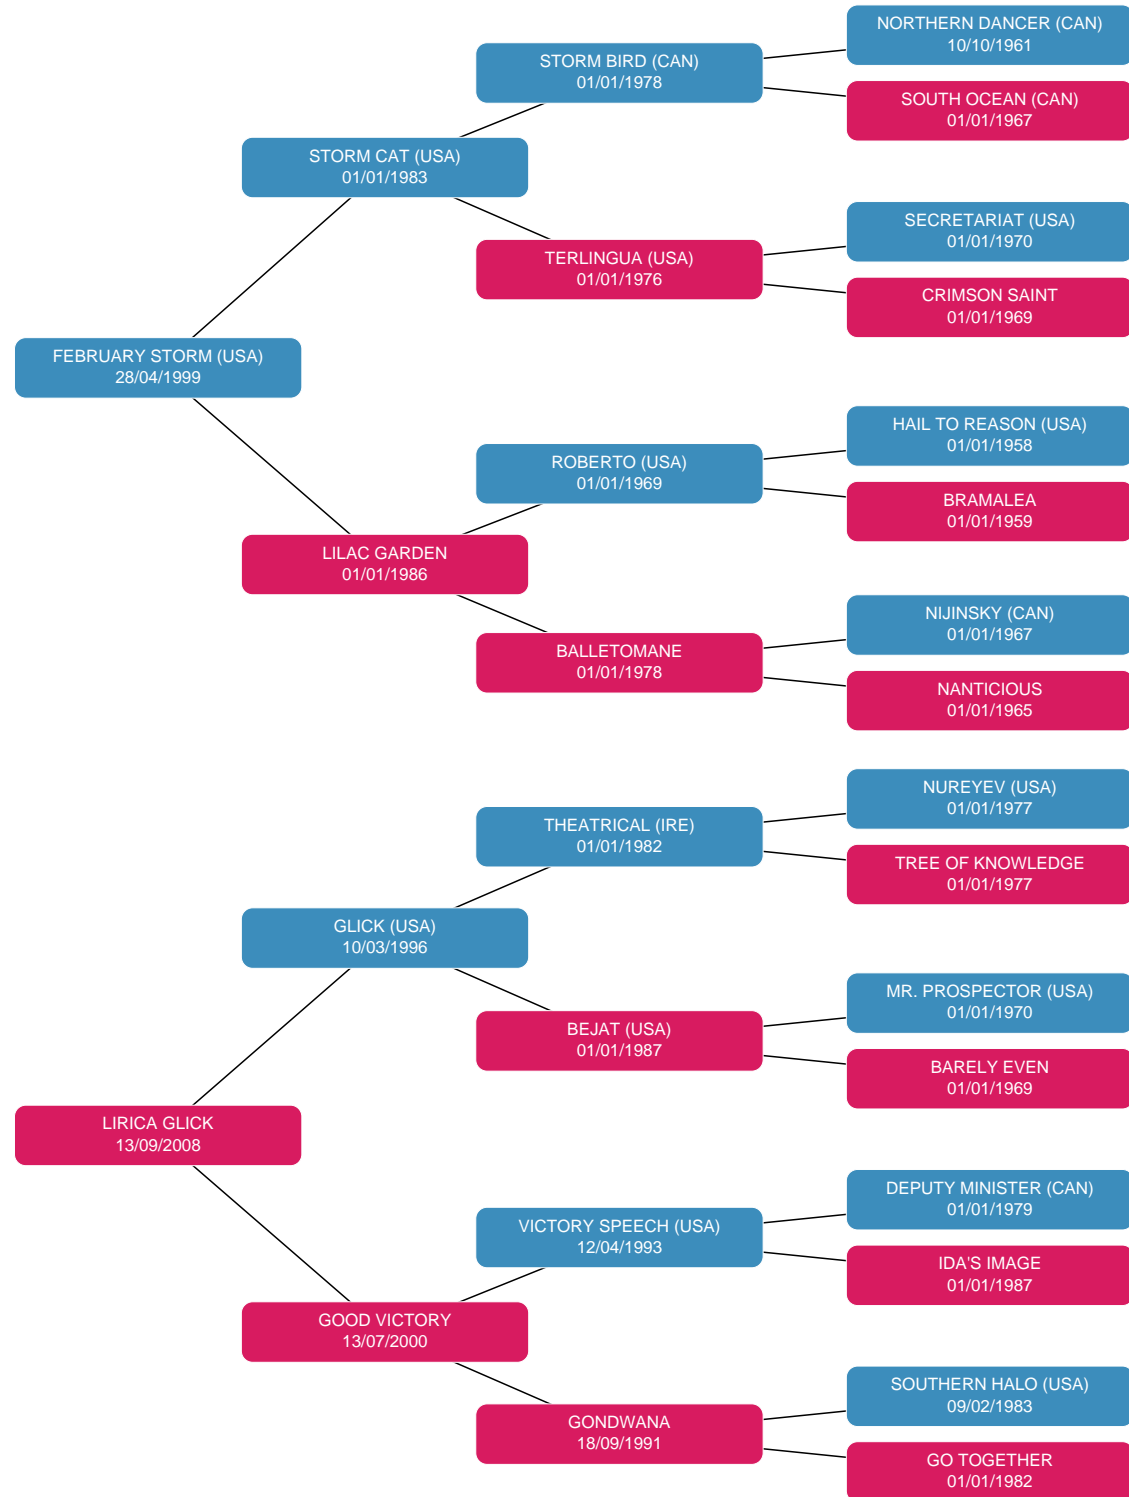 NORTHERN DANCER (CAN)
10/10/1961
STORM BIRD (CAN)
01/01/1978
SOUTH OCEAN (CAN)
01/01/1967
STORM CAT (USA)
01/01/1983
SECRETARIAT (USA)
01/01/1970
TERLINGUA (USA)
01/01/1976
CRIMSON SAINT
01/01/1969
FEBRUARY STORM (USA)
28/04/1999
HAIL TO REASON (USA)
01/01/1958
ROBERTO (USA)
01/01/1969
BRAMALEA
01/01/1959
LILAC GARDEN
01/01/1986
NIJINSKY (CAN)
01/01/1967
BALLETOMANE
01/01/1978
NANTICIOUS
01/01/1965
NUREYEV (USA)
01/01/1977
THEATRICAL (IRE)
01/01/1982
TREE OF KNOWLEDGE
01/01/1977
GLICK (USA)
10/03/1996
MR. PROSPECTOR (USA)
01/01/1970
BEJAT (USA)
01/01/1987
BARELY EVEN
01/01/1969
LIRICA GLICK
13/09/2008
DEPUTY MINISTER (CAN)
01/01/1979
VICTORY SPEECH (USA)
12/04/1993
IDA'S IMAGE
01/01/1987
GOOD VICTORY
13/07/2000
SOUTHERN HALO (USA)
09/02/1983
GONDWANA
18/09/1991
GO TOGETHER
01/01/1982